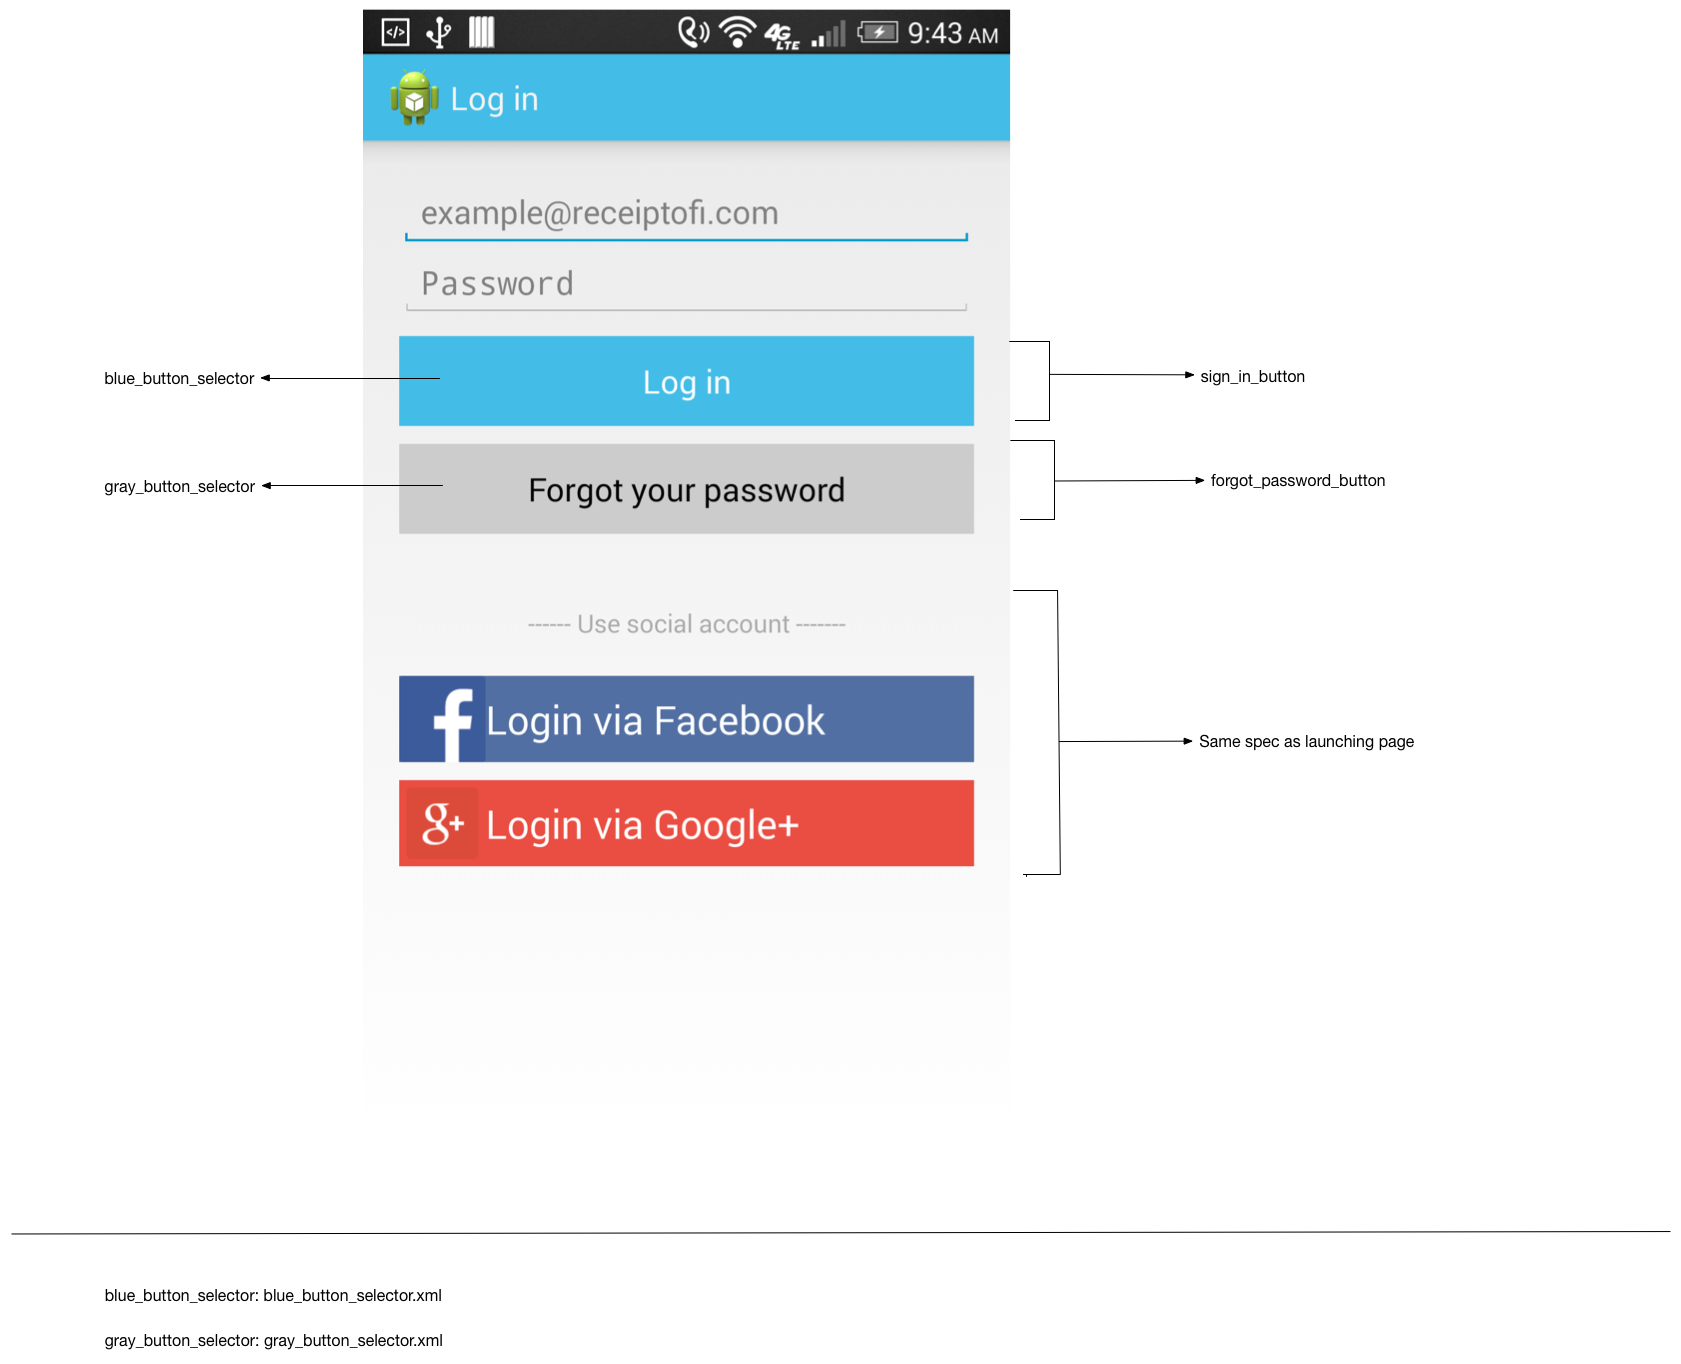 </> 4G LTE 9:43 AM
Log in
example@receiptofi.com
Password
blue_button_selector
Log in
sign_in_button
gray_button_selector
Forgot your password
forgot_password_button
------ Use social account -------
f Login via Facebook
Same spec as launching page
g+ Login via Google+
blue_button_selector: blue_button_selector.xml
gray_button_selector: gray_button_selector.xml